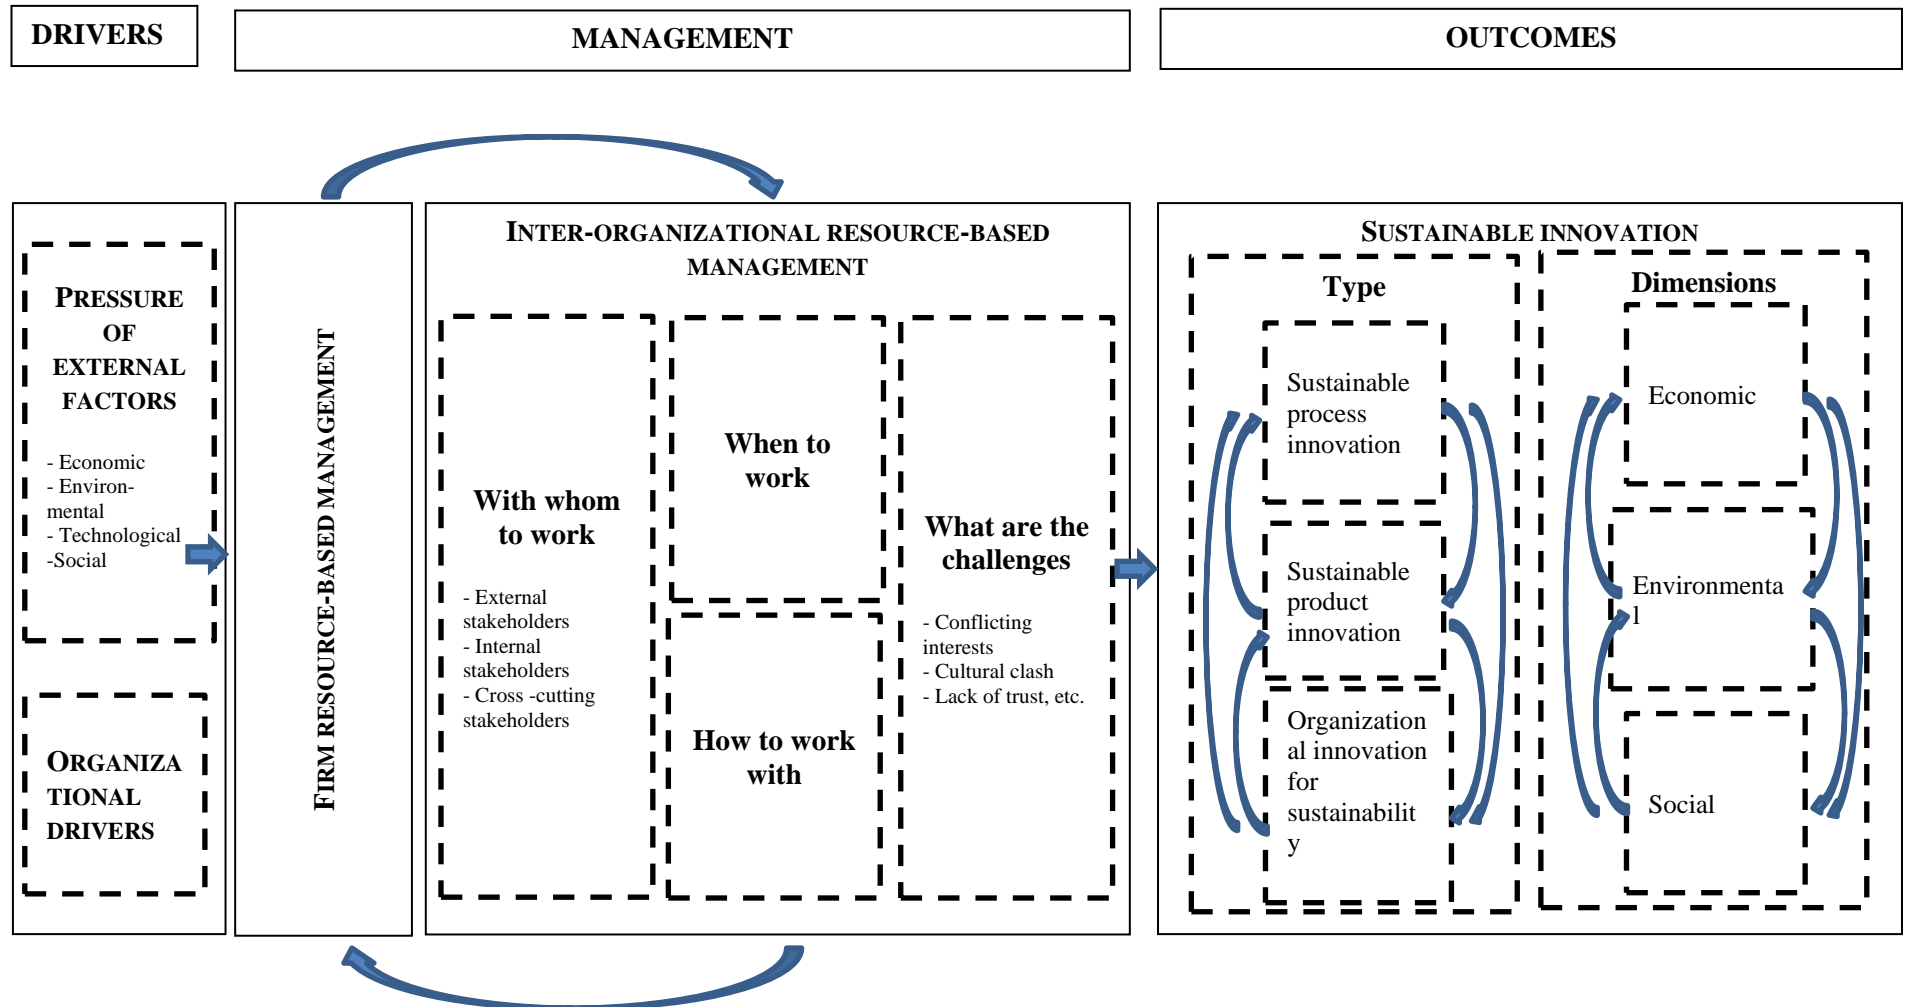 DRIVERS
MANAGEMENT
OUTCOMES
PRESSURE
OF
EXTERNAL
FACTORS
- Economic
- Environ-
mental
- Technological
-Social
ORGANIZA
TIONAL
DRIVERS
FIRM RESOURCE-BASED MANAGEMENT
INTER-ORGANIZATIONAL RESOURCE-BASED
MANAGEMENT
With whom
to work
- External
stakeholders
- Internal
stakeholders
- Cross -cutting
stakeholders
When to
work
How to work
with
What are the
challenges
- Conflicting
interests
- Cultural clash
- Lack of trust, etc.
SUSTAINABLE INNOVATION
Type
Sustainable
process
innovation
Sustainable
product
innovation
Organization
al innovation
for
sustainabilit
y
Dimensions
Economic
Environmenta
l
Social